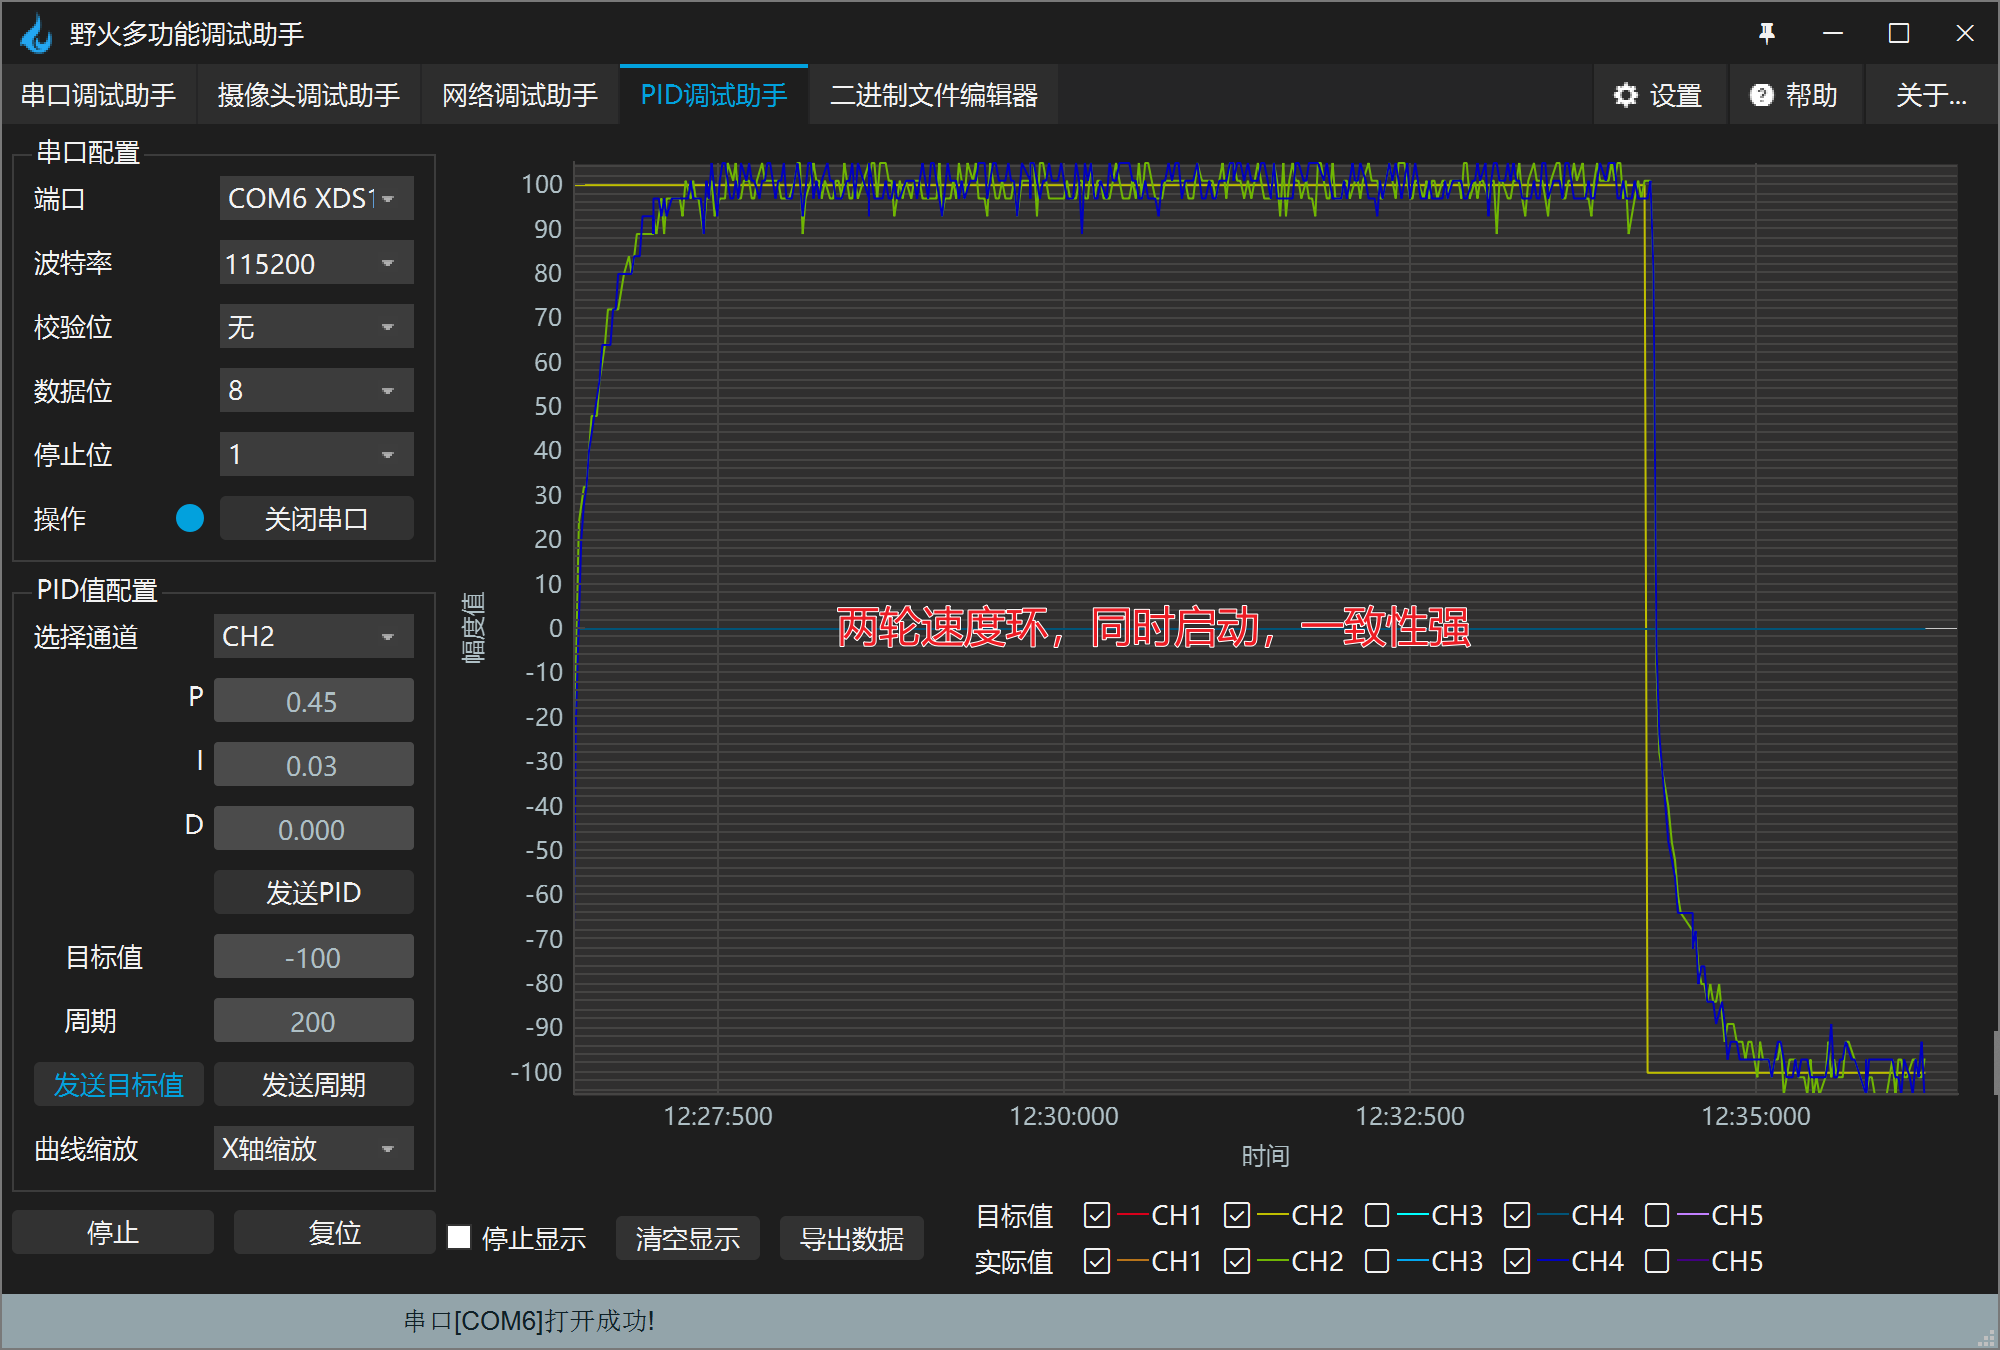 野火多功能调试助手
串口调试助手 摄像头调试助手 网络调试助手 PID调试助手 二进制文件编辑器 设置 帮助 关于...
串口配置
端口 COM6 XDS1
波特率 115200
校验位 无
数据位 8
停止位 1
操作 关闭串口
PID值配置
选择通道 CH2
P 0.45
I 0.03
D 0.000
发送PID
目标值 -100
周期 200
发送目标值 发送周期
曲线缩放 X轴缩放
停止 复位
幅度值
100
90
80
70
60
50
40
30
20
10
0
-10
-20
-30
-40
-50
-60
-70
-80
-90
-100
两轮速度环，同时启动，一致性强
12:27:500 12:30:000 12:32:500 12:35:000
时间
停止显示 清空显示 导出数据
目标值 CH1 CH2 CH3 CH4 CH5
实际值 CH1 CH2 CH3 CH4 CH5
串口[COM6]打开成功!